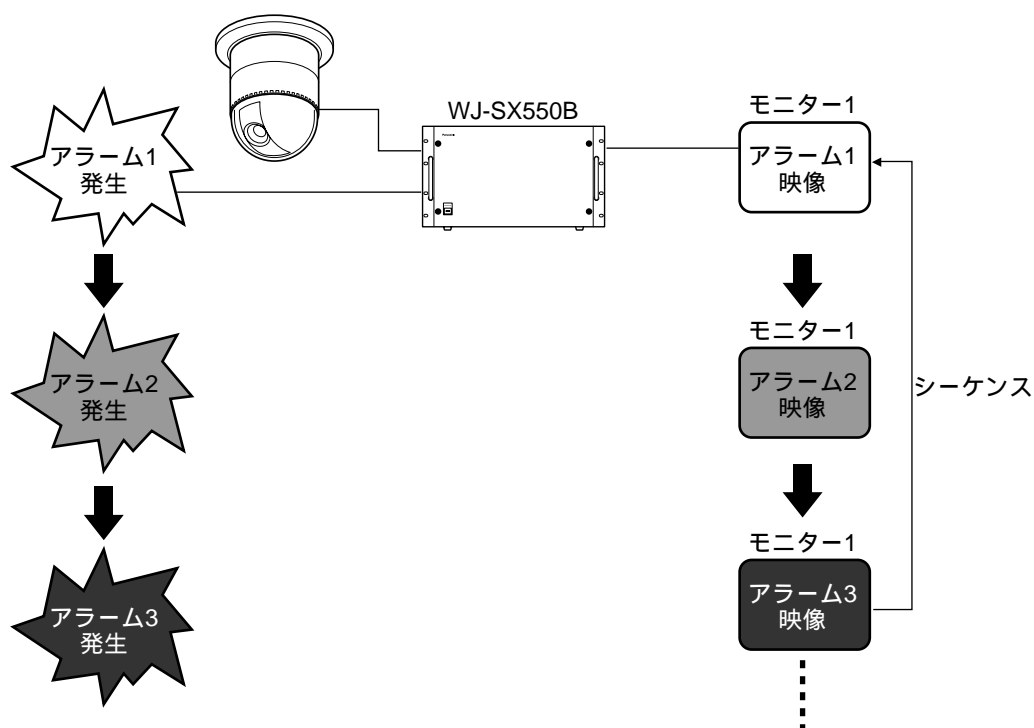 WJ-SX550B
モニター1
アラーム1
発生
アラーム1
映像
モニター1
アラーム2
発生
アラーム2
映像
シーケンス
モニター1
アラーム3
発生
アラーム3
映像